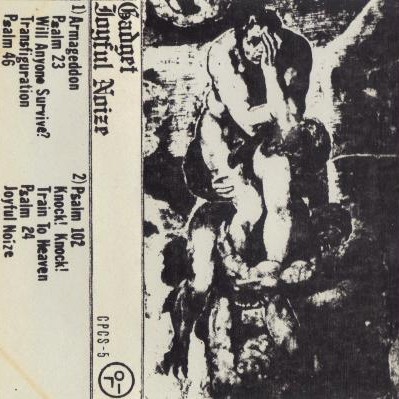 Gadget
Joyful Noize
CPCS-5
1)Armageddon
Psalm 23
Will Anyone Survive?
Transfiguration
Psalm 46
2)Psalm 102
Knock! Knock!
Train To Heaven
Psalm 24
Joyful Noize